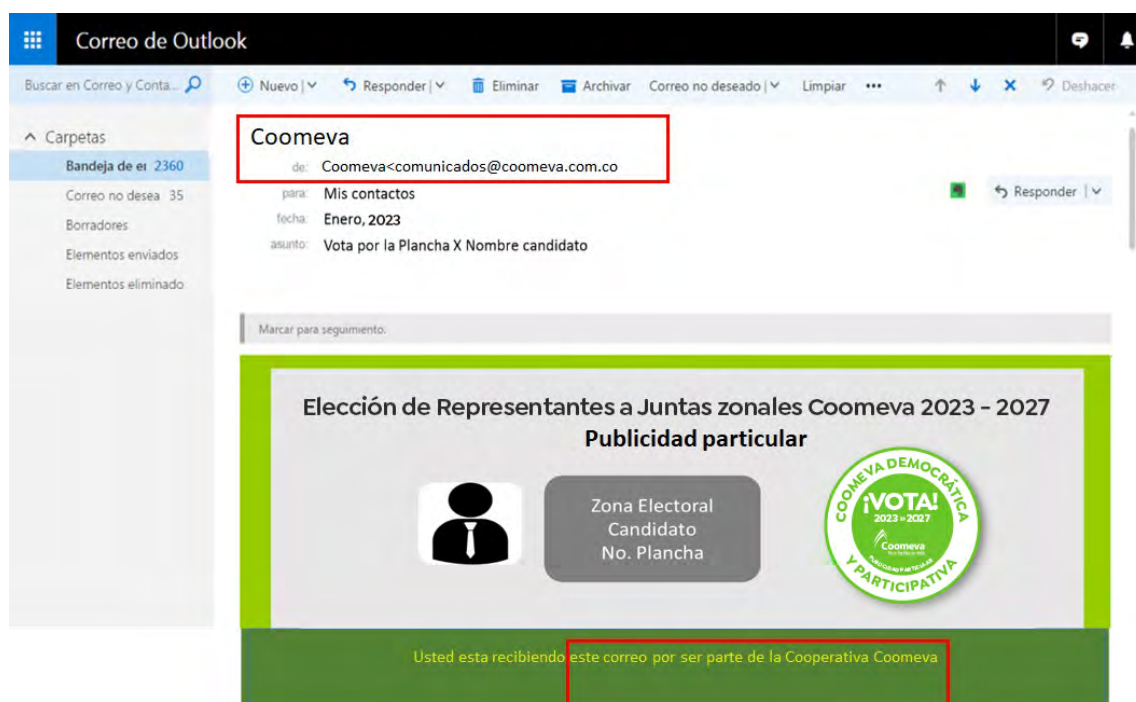 Correo de Outlook
Buscar en Correo y Conta...
Nuevo | Responder | Eliminar Archivar Correo no deseado | Limpiar ••• Deshacer
Carpetas
Bandeja de ei 2360
Correo no desea 35
Borradores
Elementos enviados
Elementos eliminado
Coomeva
de: Coomeva<comunicados@coomeva.com.co
para: Mis contactos
fecha: Enero, 2023
asunto: Vota por la Plancha X Nombre candidato
Responder |
Marcar para seguimiento.
Elección de Representantes a Juntas zonales Coomeva 2023 - 2027
Publicidad particular
Zona Electoral
Candidato
No. Plancha
COOMEVA DEMOCRÁTICA
¡VOTA!
2023 - 2027
Coomeva
PUBLICIDAD PARTICULAR
Y PARTICIPATIVA
Usted esta recibiendo este correo por ser parte de la Cooperativa Coomeva